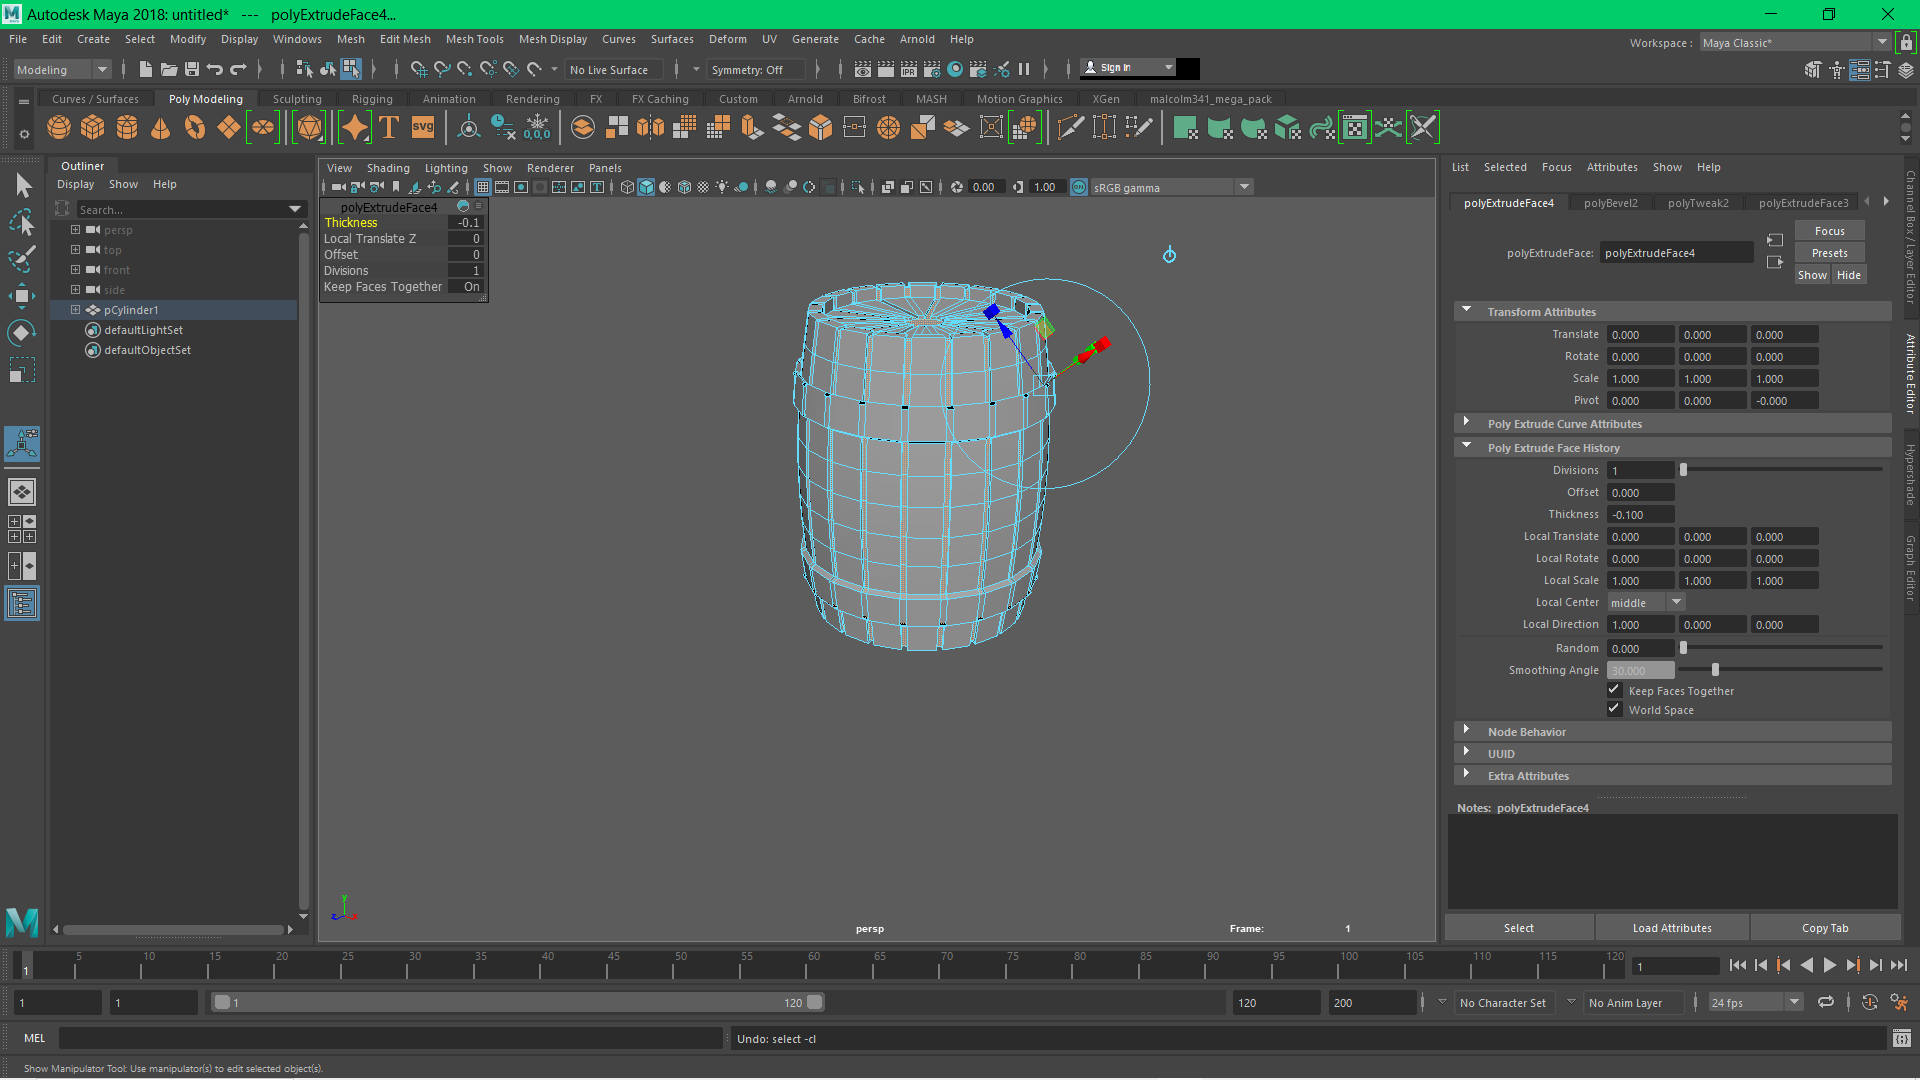 Autodesk Maya 2018: untitled*   ---   polyExtrudeFace4...
File Edit Create Select Modify Display Windows Mesh Edit Mesh Mesh Tools Mesh Display Curves Surfaces Deform UV Generate Cache Arnold Help
Workspace : Maya Classic*
Modeling No Live Surface Symmetry: Off IPR Sign In
Curves / Surfaces Poly Modeling Sculpting Rigging Animation Rendering FX FX Caching Custom Arnold Bifrost MASH Motion Graphics XGen malcolm341_mega_pack
T svg 0,0,0
Outliner
Display Show Help
Search...
persp
top
front
side
pCylinder1
defaultLightSet
defaultObjectSet
View Shading Lighting Show Renderer Panels
0.00 1.00 ON sRGB gamma
polyExtrudeFace4
Thickness -0.1
Local Translate Z 0
Offset 0
Divisions 1
Keep Faces Together On
y
z x
persp
Frame: 1
List Selected Focus Attributes Show Help
polyExtrudeFace4 polyBevel2 polyTweak2 polyExtrudeFace3
polyExtrudeFace: polyExtrudeFace4
Focus
Presets
Show Hide
Transform Attributes
Translate 0.000 0.000 0.000
Rotate 0.000 0.000 0.000
Scale 1.000 1.000 1.000
Pivot 0.000 0.000 -0.000
Poly Extrude Curve Attributes
Poly Extrude Face History
Divisions 1
Offset 0.000
Thickness -0.100
Local Translate 0.000 0.000 0.000
Local Rotate 0.000 0.000 0.000
Local Scale 1.000 1.000 1.000
Local Center middle
Local Direction 1.000 0.000 0.000
Random 0.000
Smoothing Angle 30.000
Keep Faces Together
World Space
Node Behavior
UUID
Extra Attributes
Notes: polyExtrudeFace4
Select Load Attributes Copy Tab
Channel Box / Layer Editor
Attribute Editor
Hypershade
Graph Editor
1 5 10 15 20 25 30 35 40 45 50 55 60 65 70 75 80 85 90 95 100 105 110 115 120 1
1 1 1 120 120 200 No Character Set No Anim Layer 24 fps
MEL Undo: select -cl
Show Manipulator Tool: Use manipulator(s) to edit selected object(s).